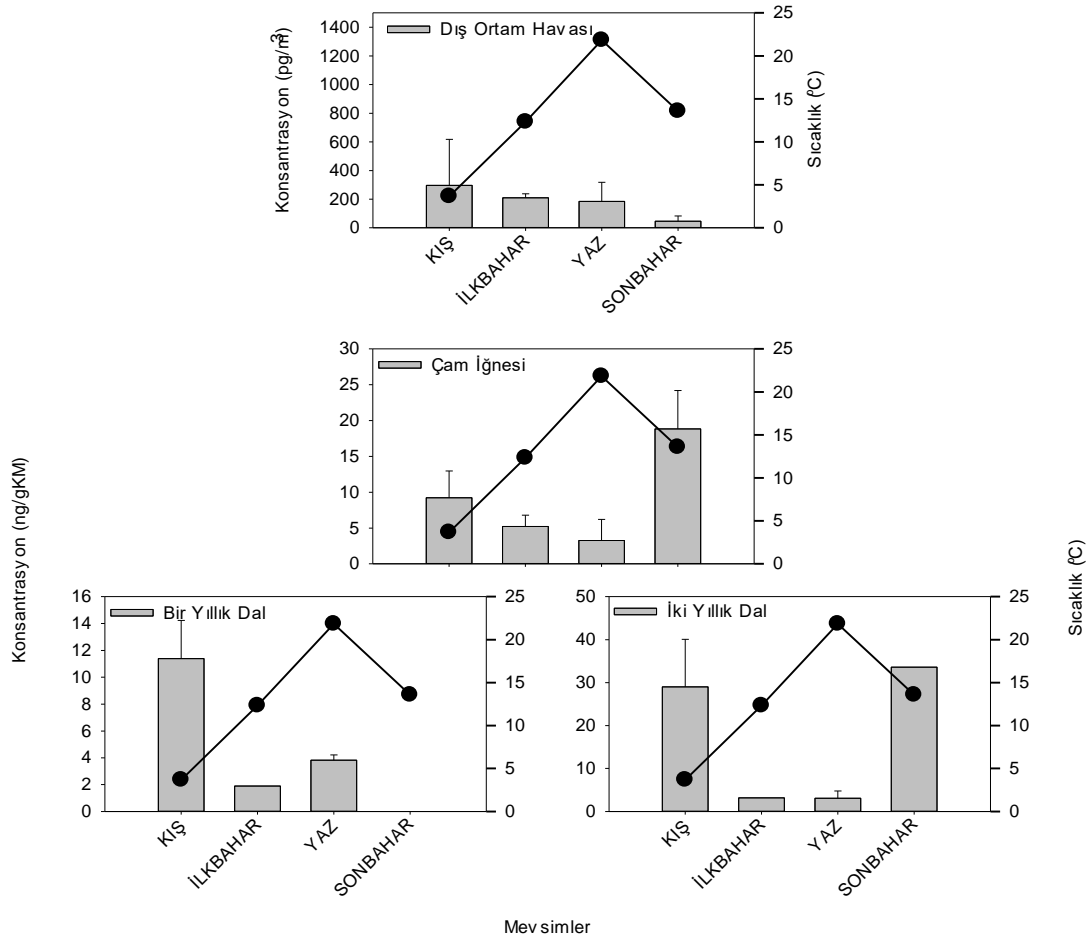 Dış Ortam Havası
Konsantrasyon (pg/m3)
1400
1200
1000
800
600
400
200
0
25
20
15
10
5
0
Sıcaklık (ºC)
KIŞ
İLKBAHAR
YAZ
SONBAHAR
Çam İğnesi
30
25
20
15
10
5
0
25
20
15
10
5
0
Konsantrasyon (ng/gKM)
Bir Yıllık Dal
16
14
12
10
8
6
4
2
0
25
20
15
10
5
0
KIŞ
İLKBAHAR
YAZ
SONBAHAR
İki Yıllık Dal
50
40
30
20
10
0
25
20
15
10
5
0
Sıcaklık (ºC)
KIŞ
İLKBAHAR
YAZ
SONBAHAR
Mevsimler